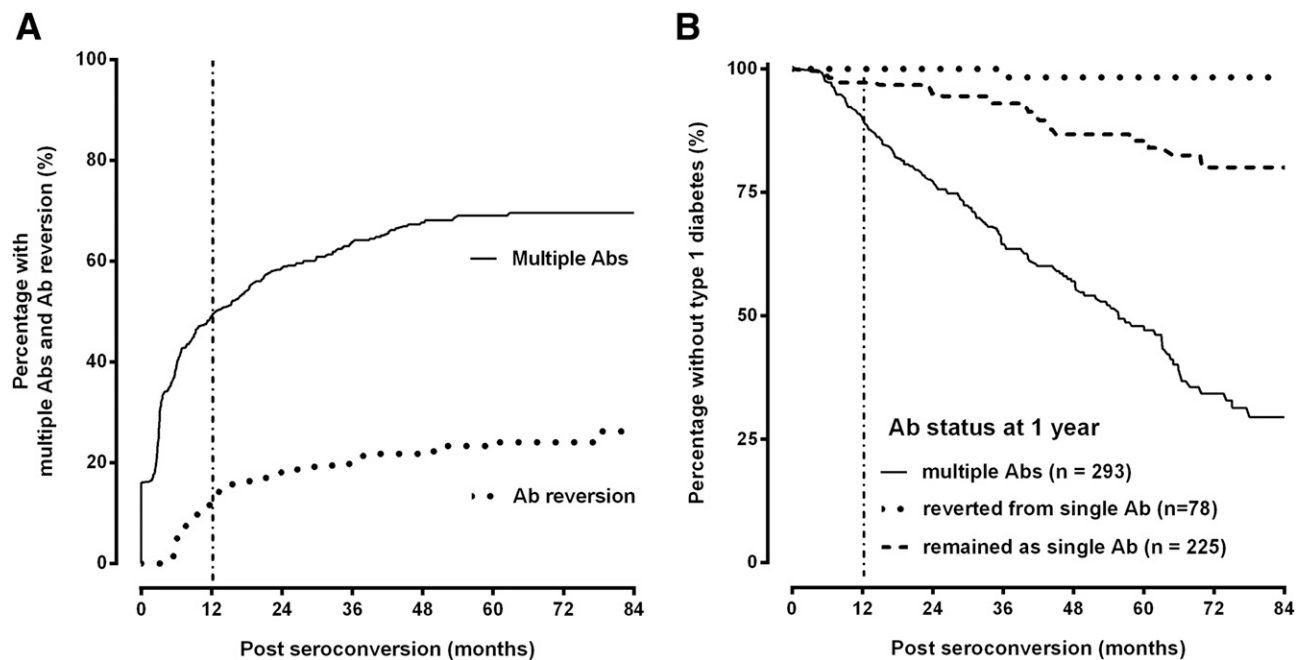 A
Percentage with
multiple Abs and Ab reversion (%)
100
80
60
40
20
0
Multiple Abs
Ab reversion
0 12 24 36 48 60 72 84
Post seroconversion (months)
B
Percentage without type 1 diabetes (%)
100
75
50
25
0
Ab status at 1 year
multiple Abs (n = 293)
reverted from single Ab (n=78)
remained as single Ab (n = 225)
0 12 24 36 48 60 72 84
Post seroconversion (months)